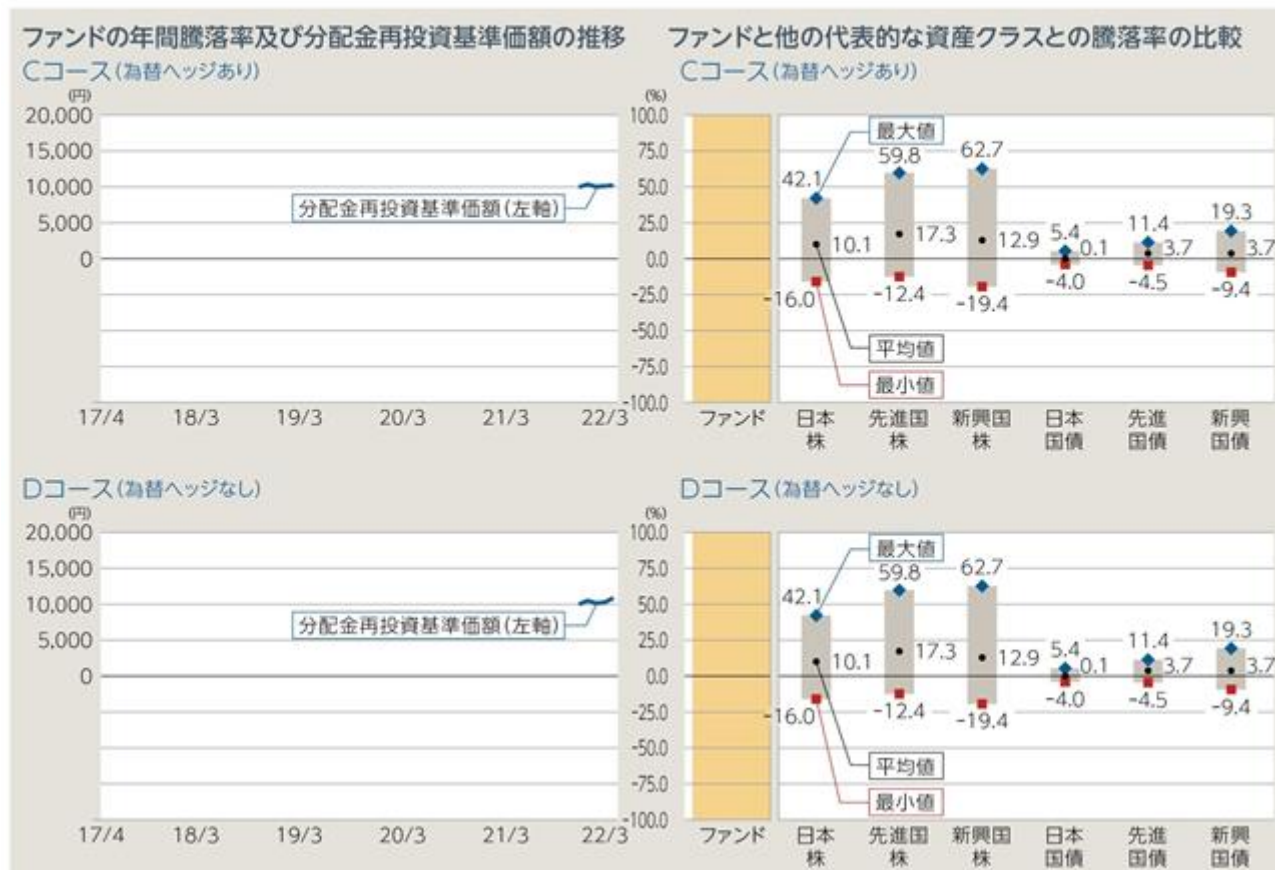 ファンドの年間騰落率及び分配金再投資基準価額の推移
Cコース(為替ヘッジあり)
(円)
20,000
15,000
10,000
5,000
0
分配金再投資基準価額(左軸)
(%)
100.0
75.0
50.0
25.0
0.0
-25.0
-50.0
-75.0
-100.0
17/4 18/3 19/3 20/3 21/3 22/3
ファンドと他の代表的な資産クラスとの騰落率の比較
Cコース(為替ヘッジあり)
最大値
42.1 59.8 62.7 5.4 11.4 19.3
10.1 17.3 12.9 0.1 3.7 3.7
-16.0 -12.4 -19.4 -4.0 -4.5 -9.4
平均値
最小値
ファンド 日本株 先進国株 新興国株 日本国債 先進国債 新興国債
Dコース(為替ヘッジなし)
(円)
20,000
15,000
10,000
5,000
0
分配金再投資基準価額(左軸)
(%)
100.0
75.0
50.0
25.0
0.0
-25.0
-50.0
-75.0
-100.0
17/4 18/3 19/3 20/3 21/3 22/3
Dコース(為替ヘッジなし)
最大値
42.1 59.8 62.7 5.4 11.4 19.3
10.1 17.3 12.9 0.1 3.7 3.7
-16.0 -12.4 -19.4 -4.0 -4.5 -9.4
平均値
最小値
ファンド 日本株 先進国株 新興国株 日本国債 先進国債 新興国債